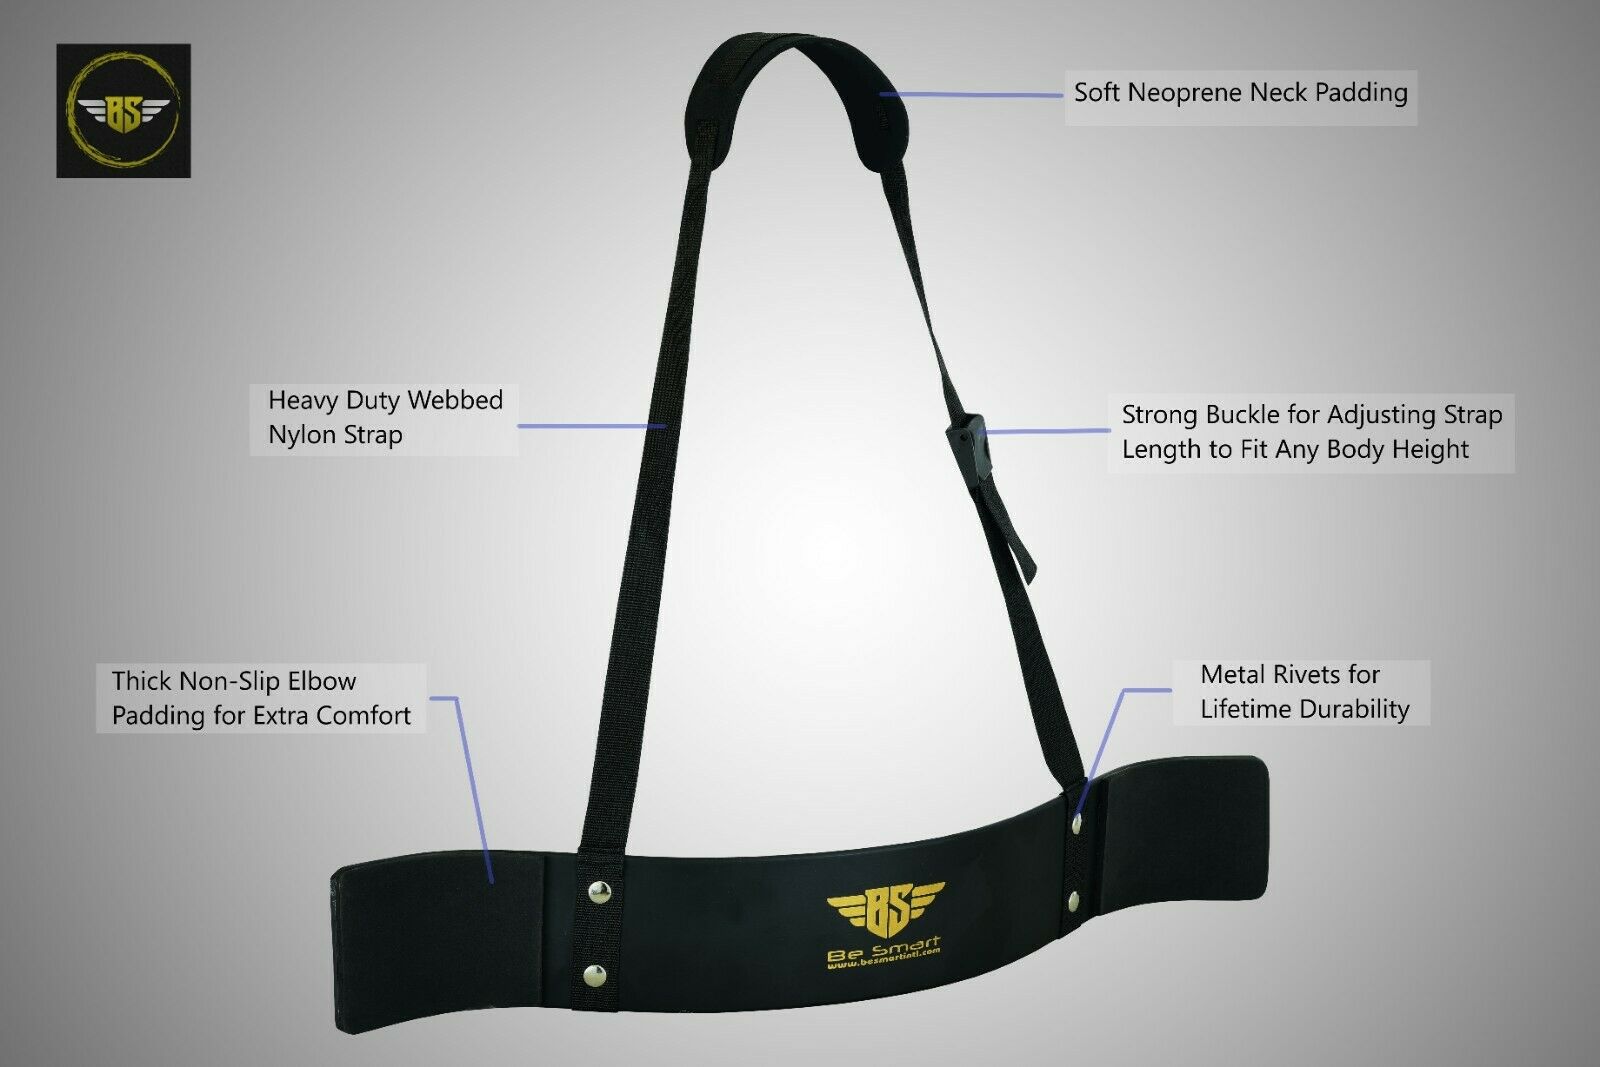 BS
Soft Neoprene Neck Padding
Heavy Duty Webbed
Nylon Strap
Strong Buckle for Adjusting Strap
Length to Fit Any Body Height
Thick Non-Slip Elbow
Padding for Extra Comfort
Metal Rivets for
Lifetime Durability
BS
Be Smart
www.besmartintl.com